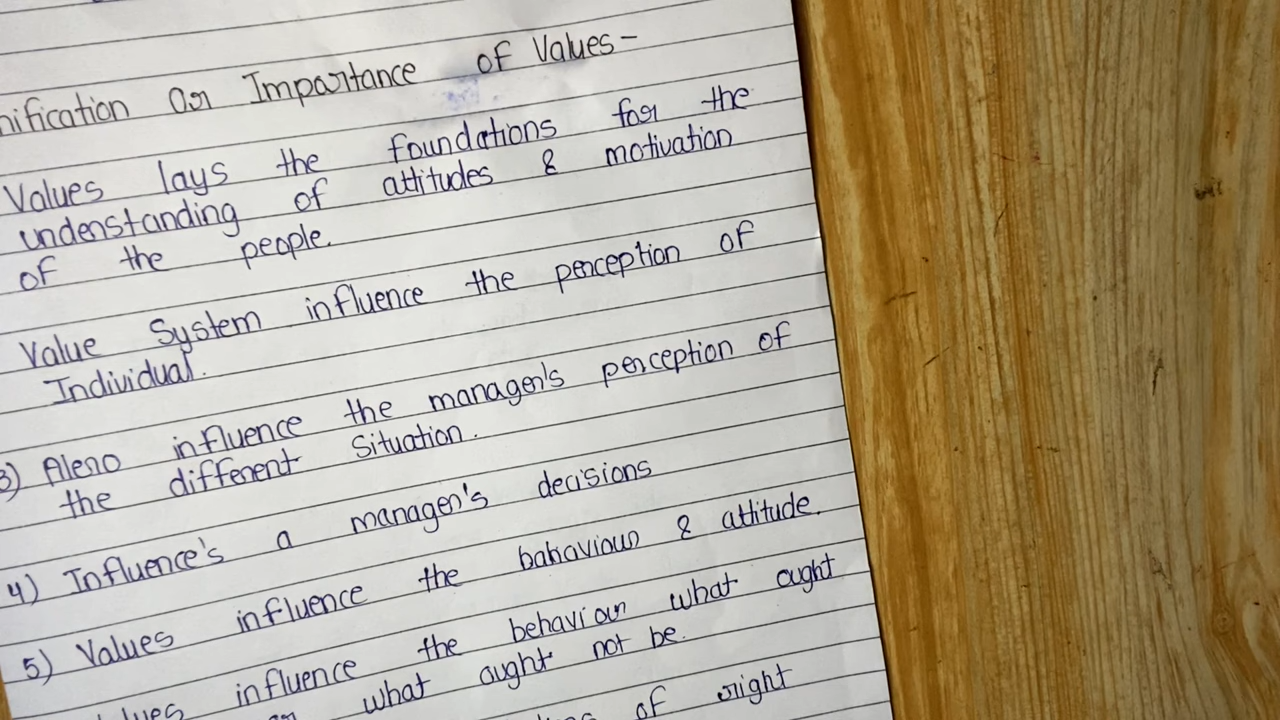 nification Or Importance of Values-
Values lays the foundations for the
understanding of attitudes & motivation
of the people.
Value System influence the perception of
Individual.
3) Aleno influence the manager's perception of
the different Situation.
4) Influence's a manager's decisions
5) Values influence the bahaviour & attitude.
influence the behaviour what ought
what ought not be.
of right